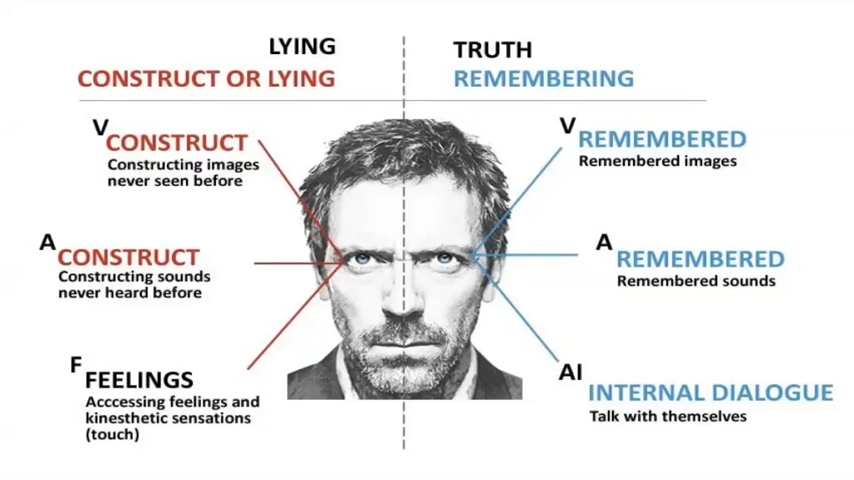 LYING
CONSTRUCT OR LYING
TRUTH
REMEMBERING
V
CONSTRUCT
Constructing images
never seen before
V
REMEMBERED
Remembered images
A
CONSTRUCT
Constructing sounds
never heard before
A
REMEMBERED
Remembered sounds
F
FEELINGS
Acccessing feelings and
kinesthetic sensations
(touch)
AI
INTERNAL DIALOGUE
Talk with themselves